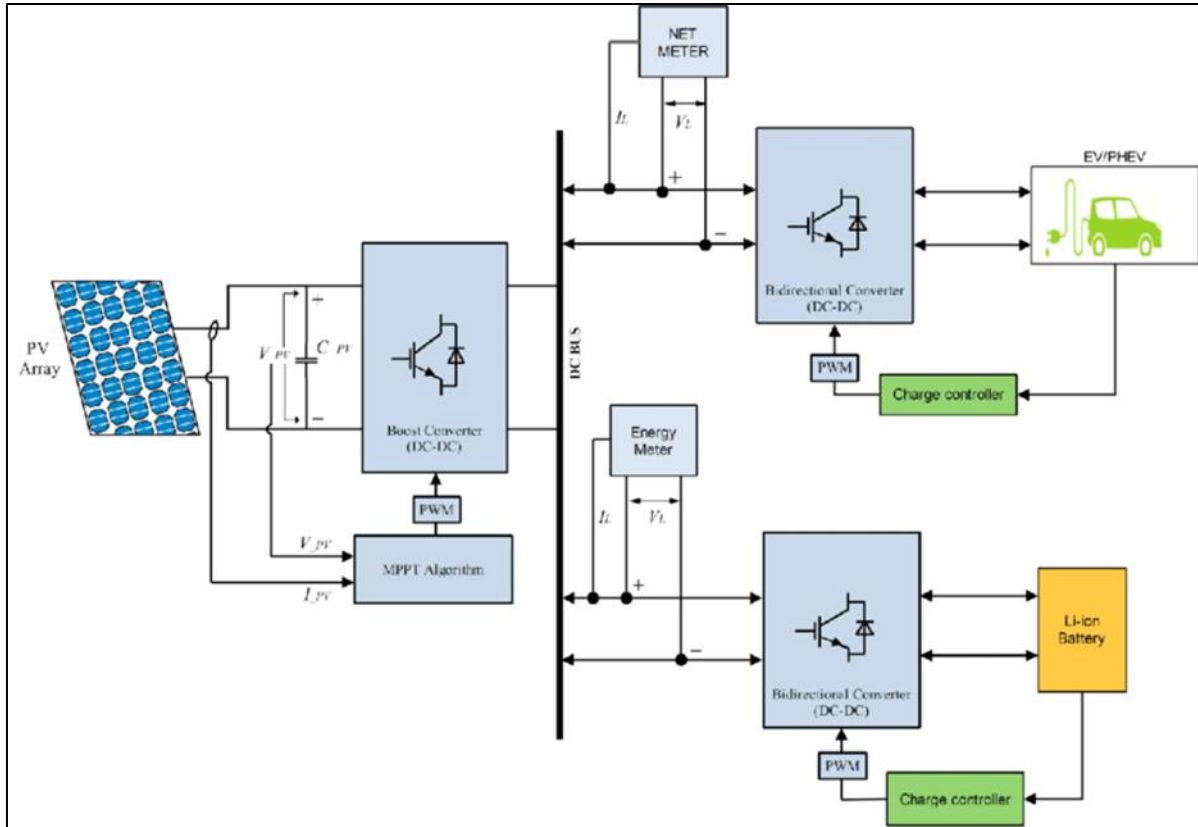 NET
METER
IL
VL
+
−
EV/PHEV
Bidirectional Converter
(DC-DC)
PWM
Charge controller
PV
Array
V_PV
+
C_PV
−
Boost Converter
(DC-DC)
PWM
MPPT Algorithm
V_PV
I_PV
DC BUS
Energy
Meter
IL
VL
+
−
Bidirectional Converter
(DC-DC)
Li-ion
Battery
PWM
Charge controller